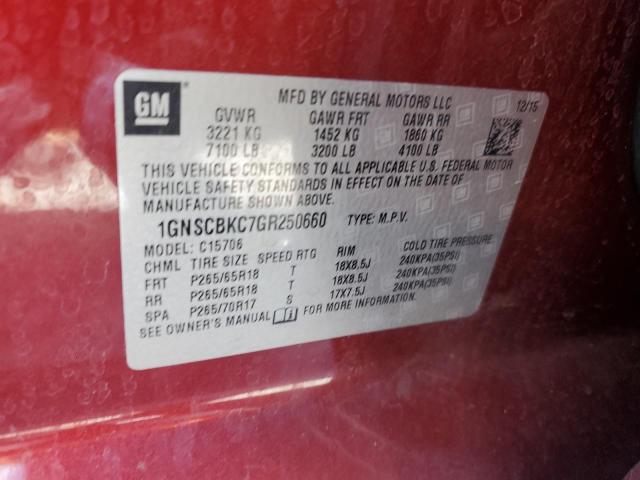 GM
MFD BY GENERAL MOTORS LLC 12/15
GVWR GAWR FRT GAWR RR
3221 KG 1452 KG 1860 KG
7100 LB 3200 LB 4100 LB
THIS VEHICLE CONFORMS TO ALL APPLICABLE U.S. FEDERAL MOTOR
VEHICLE SAFETY STANDARDS IN EFFECT ON THE DATE OF
MANUFACTURE SHOWN ABOVE.
1GNSCBKC7GR250660 TYPE: M.P.V.
MODEL: C15706
CHML TIRE SIZE SPEED RTG RIM COLD TIRE PRESSURE
FRT P265/65R18 T 18X8.5J 240KPA(35PSI)
RR P265/65R18 T 18X8.5J 240KPA(35PSI)
SPA P265/70R17 S 17X7.5J 240KPA(35PSI)
SEE OWNER'S MANUAL FOR MORE INFORMATION.